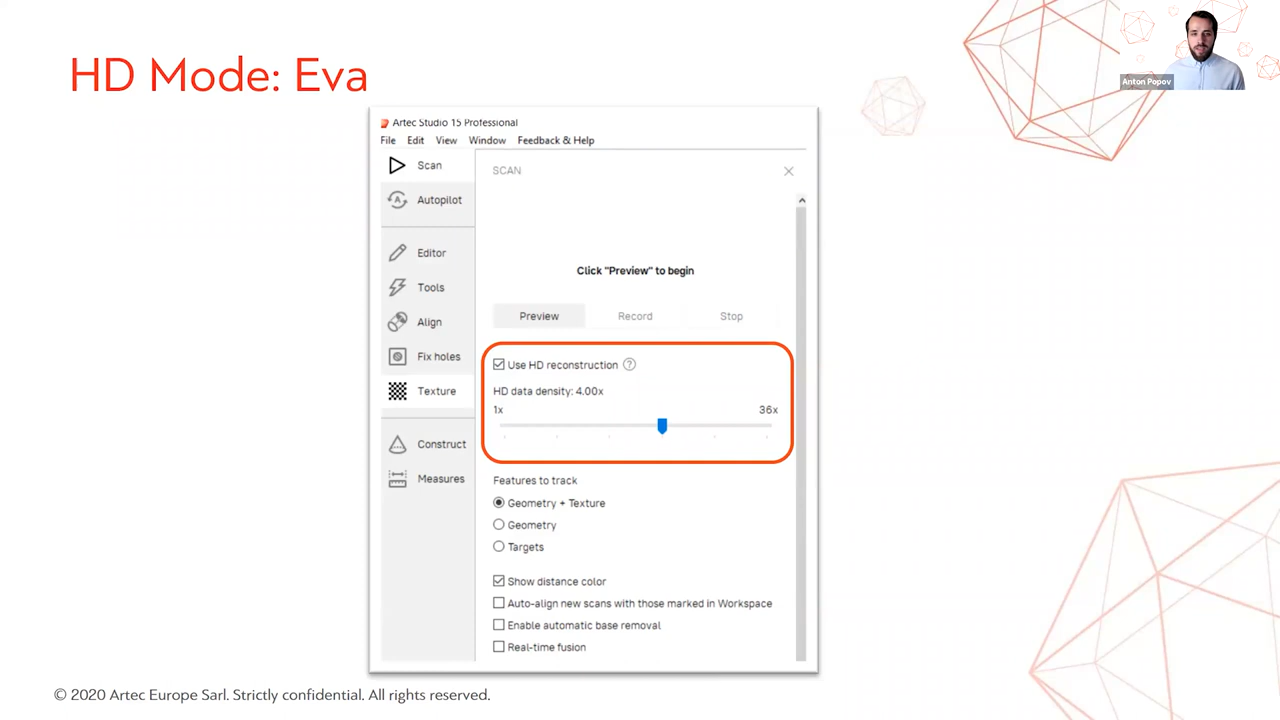 HD Mode: Eva
Anton Popov
Artec Studio 15 Professional
File Edit View Window Feedback & Help
Scan
Autopilot
Editor
Tools
Align
Fix holes
Texture
Construct
Measures
SCAN
Click "Preview" to begin
Preview Record Stop
Use HD reconstruction ?
HD data density: 4.00x
1x 36x
Features to track
Geometry + Texture
Geometry
Targets
Show distance color
Auto-align new scans with those marked in Workspace
Enable automatic base removal
Real-time fusion
© 2020 Artec Europe Sarl. Strictly confidential. All rights reserved.